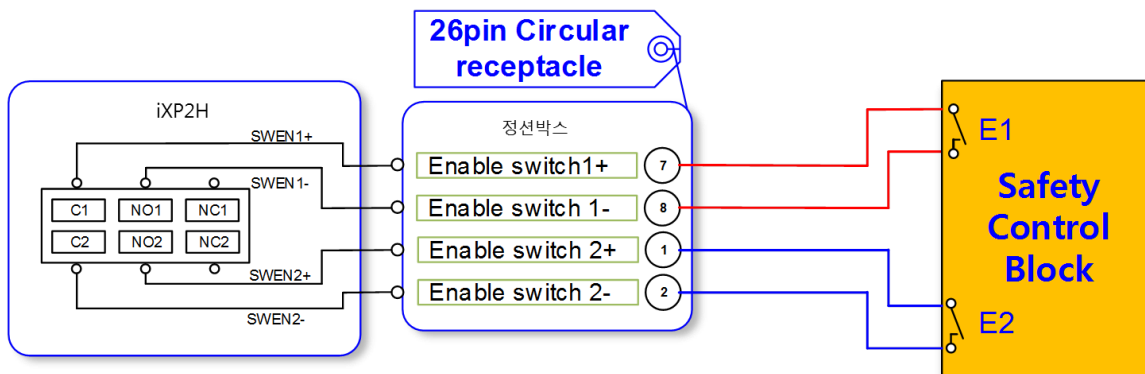 26pin Circular
receptacle
iXP2H
SWEN1+
SWEN1-
C1 NO1 NC1
C2 NO2 NC2
SWEN2+
SWEN2-
정션박스
Enable switch1+ 7
Enable switch 1- 8
Enable switch 2+ 1
Enable switch 2- 2
E1
Safety
Control
Block
E2